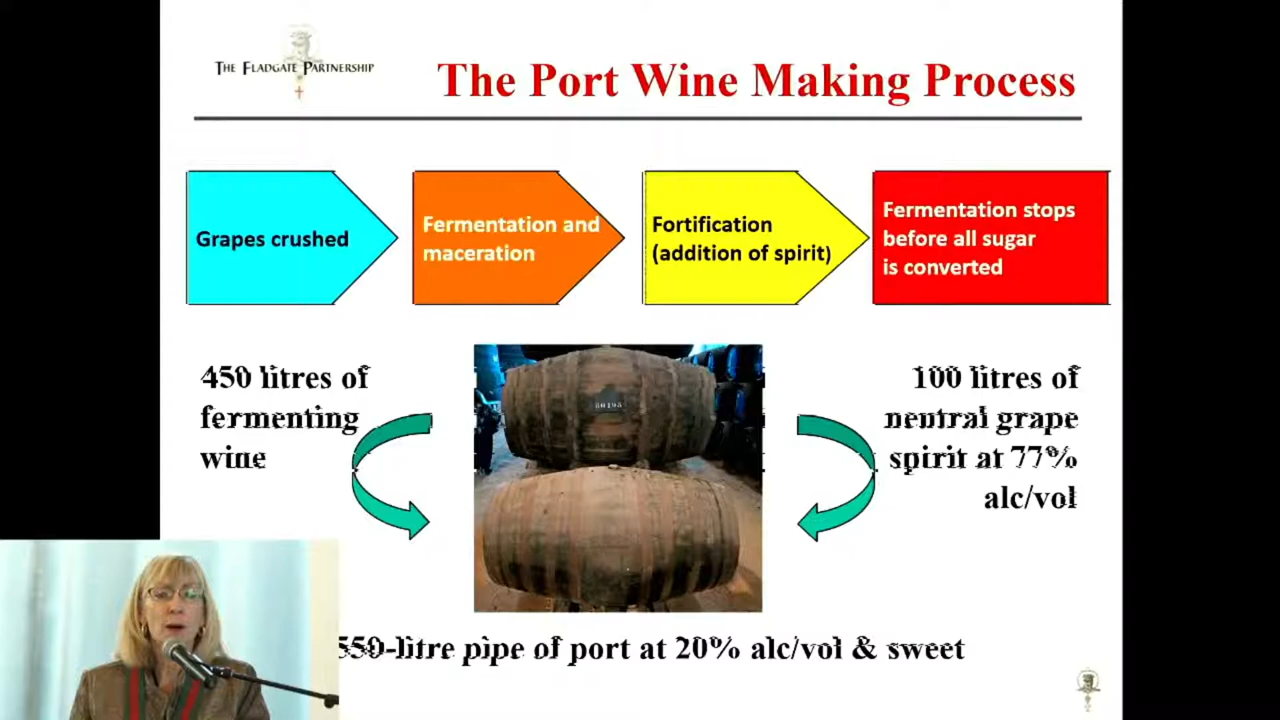 THE FLADGATE PARTNERSHIP
The Port Wine Making Process
Grapes crushed
Fermentation and
maceration
Fortification
(addition of spirit)
Fermentation stops
before all sugar
is converted
450 litres of
fermenting
wine
100 litres of
neutral grape
spirit at 77%
alc/vol
550-litre pipe of port at 20% alc/vol & sweet